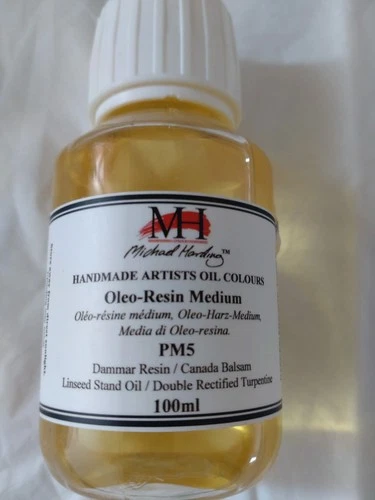 MH
Michael Harding™
HANDMADE ARTISTS OIL COLOURS
Oleo-Resin Medium
Oléo-résine médium, Oleo-Harz-Medium,
Media di Oleo-resina.
PM5
Dammar Resin / Canada Balsam
Linseed Stand Oil / Double Rectified Turpentine
100ml